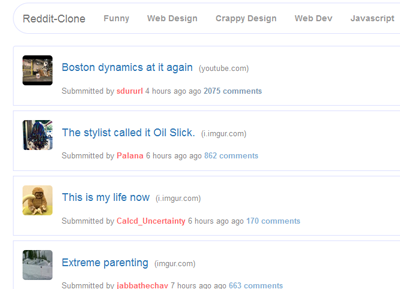 Reddit-Clone Funny Web Design Crappy Design Web Dev Javascript
Boston dynamics at it again (youtube.com)
Submmitted by sdururl 4 hours ago ago 2075 comments
The stylist called it Oil Slick. (i.imgur.com)
Submmitted by Palana 6 hours ago ago 862 comments
This is my life now (i.imgur.com)
Submmitted by Calcd_Uncertainty 6 hours ago ago 170 comments
Extreme parenting (imgur.com)
Submmitted by jabbathechav 7 hours ago ago 663 comments